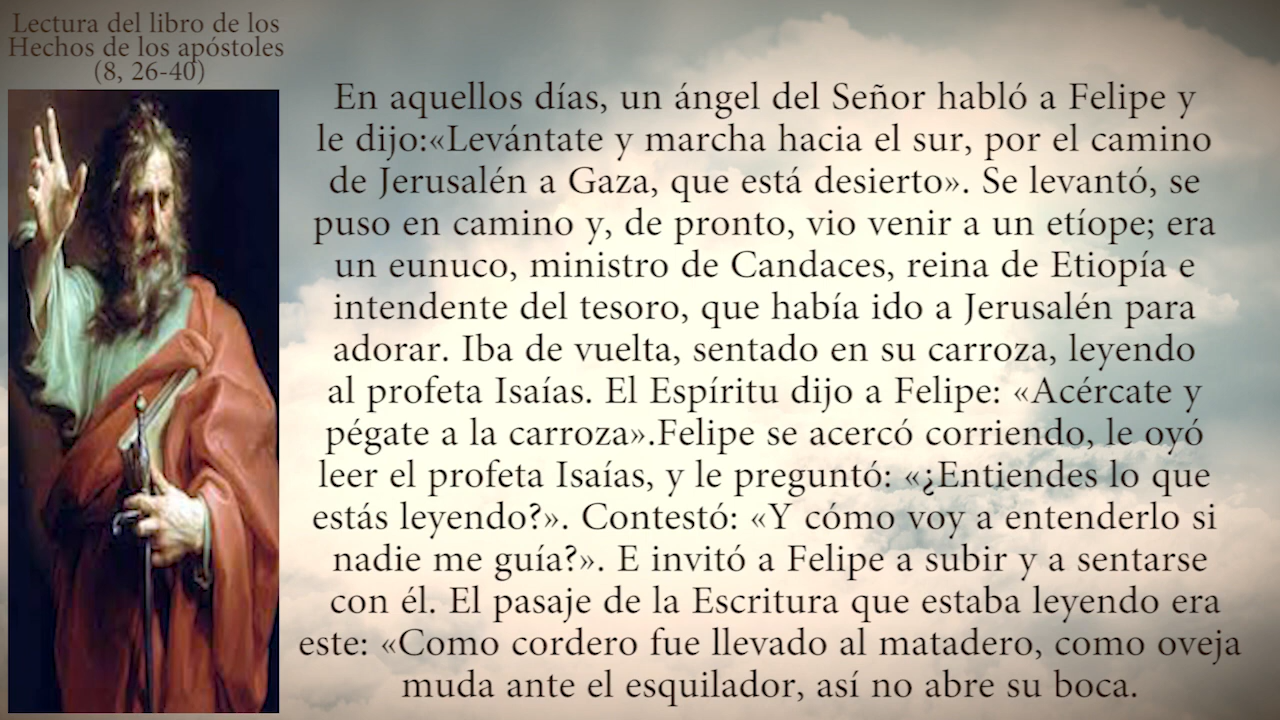 Lectura del libro de los
Hechos de los apóstoles
(8, 26-40)
En aquellos días, un ángel del Señor habló a Felipe y
le dijo:«Levántate y marcha hacia el sur, por el camino
de Jerusalén a Gaza, que está desierto». Se levantó, se
puso en camino y, de pronto, vio venir a un etíope; era
un eunuco, ministro de Candaces, reina de Etiopía e
intendente del tesoro, que había ido a Jerusalén para
adorar. Iba de vuelta, sentado en su carroza, leyendo
al profeta Isaías. El Espíritu dijo a Felipe: «Acércate y
pégate a la carroza».Felipe se acercó corriendo, le oyó
leer el profeta Isaías, y le preguntó: «¿Entiendes lo que
estás leyendo?». Contestó: «Y cómo voy a entenderlo si
nadie me guía?». E invitó a Felipe a subir y a sentarse
con él. El pasaje de la Escritura que estaba leyendo era
este: «Como cordero fue llevado al matadero, como oveja
muda ante el esquilador, así no abre su boca.